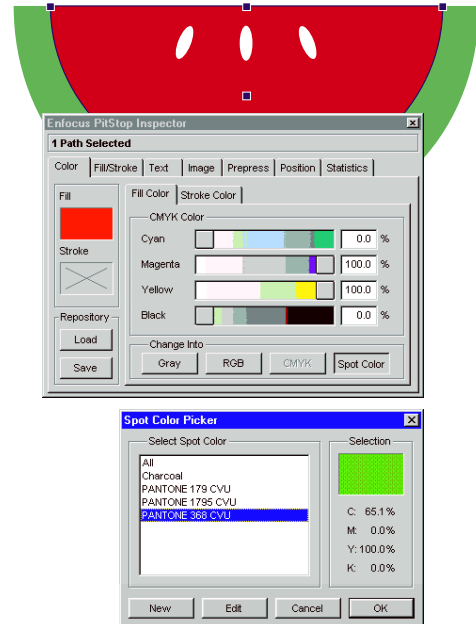 Enfocus PitStop Inspector
1 Path Selected
Color Fill/Stroke Text Image Prepress Position Statistics
Fill
Fill Color Stroke Color
CMYK Color
Cyan 0.0 %
Magenta 100.0 %
Stroke
Yellow 100.0 %
Black 0.0 %
Repository
Load
Save
Change Into
Gray RGB CMYK Spot Color
Spot Color Picker
Select Spot Color
Selection
All
Charcoal
PANTONE 179 CVU
PANTONE 1795 CVU
PANTONE 368 CVU
C: 65.1%
M: 0.0%
Y: 100.0%
K: 0.0%
New Edit Cancel OK